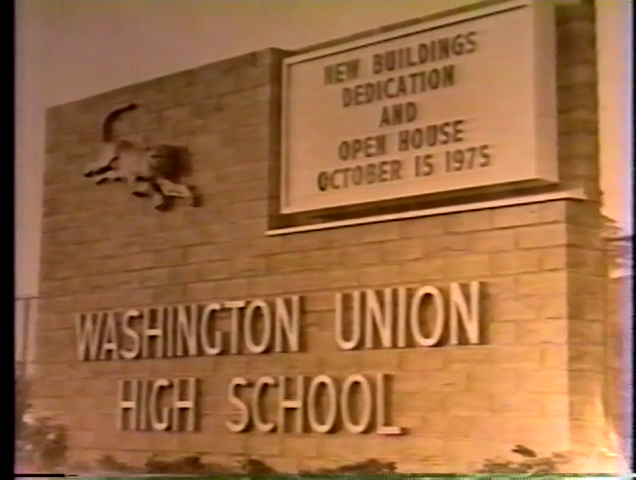 NEW BUILDINGS
DEDICATION
AND
OPEN HOUSE
OCTOBER 15 1975
WASHINGTON UNION
HIGH SCHOOL